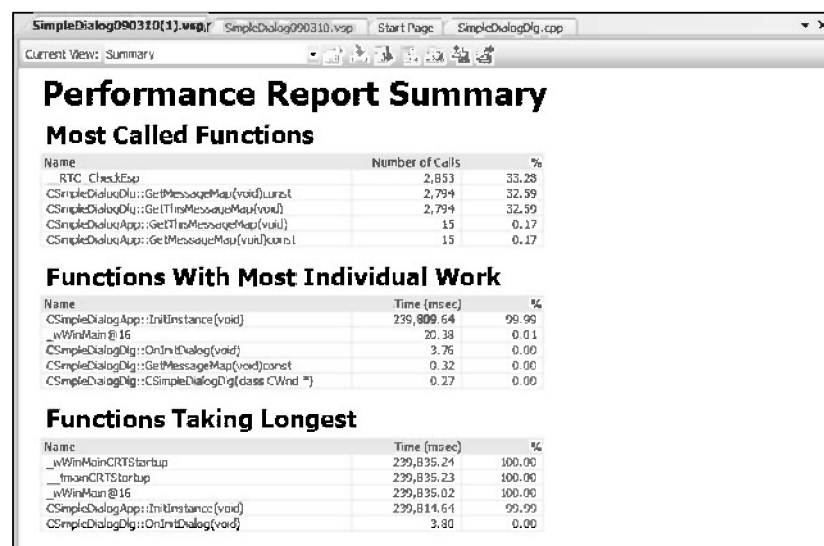 SimpleDialog090310(1).vsp SimpleDialog090310.vsp Start Page SimpleDialogDlg.cpp
Current View: Summary
Performance Report Summary
Most Called Functions
Name Number of Calls %
__RTC_CheckEsp 2,853 33.28
CSimpleDialogDlg::GetMessageMap(void)const 2,794 32.59
CSimpleDialogDlg::GetThisMessageMap(void) 2,794 32.59
CSimpleDialogApp::GetThisMessageMap(void) 15 0.17
CSimpleDialogApp::GetMessageMap(void)const 15 0.17
Functions With Most Individual Work
Name Time (msec) %
CSimpleDialogApp::InitInstance(void) 239,809.64 99.99
_wWinMain@16 20.38 0.01
CSimpleDialogDlg::OnInitDialog(void) 3.76 0.00
CSimpleDialogDlg::GetMessageMap(void)const 0.32 0.00
CSimpleDialogDlg::CSimpleDialogDlg(class CWnd *) 0.27 0.00
Functions Taking Longest
Name Time (msec) %
_wWinMainCRTStartup 239,835.24 100.00
__tmainCRTStartup 239,835.23 100.00
_wWinMain@16 239,835.02 100.00
CSimpleDialogApp::InitInstance(void) 239,814.64 99.99
CSimpleDialogDlg::OnInitDialog(void) 3.80 0.00